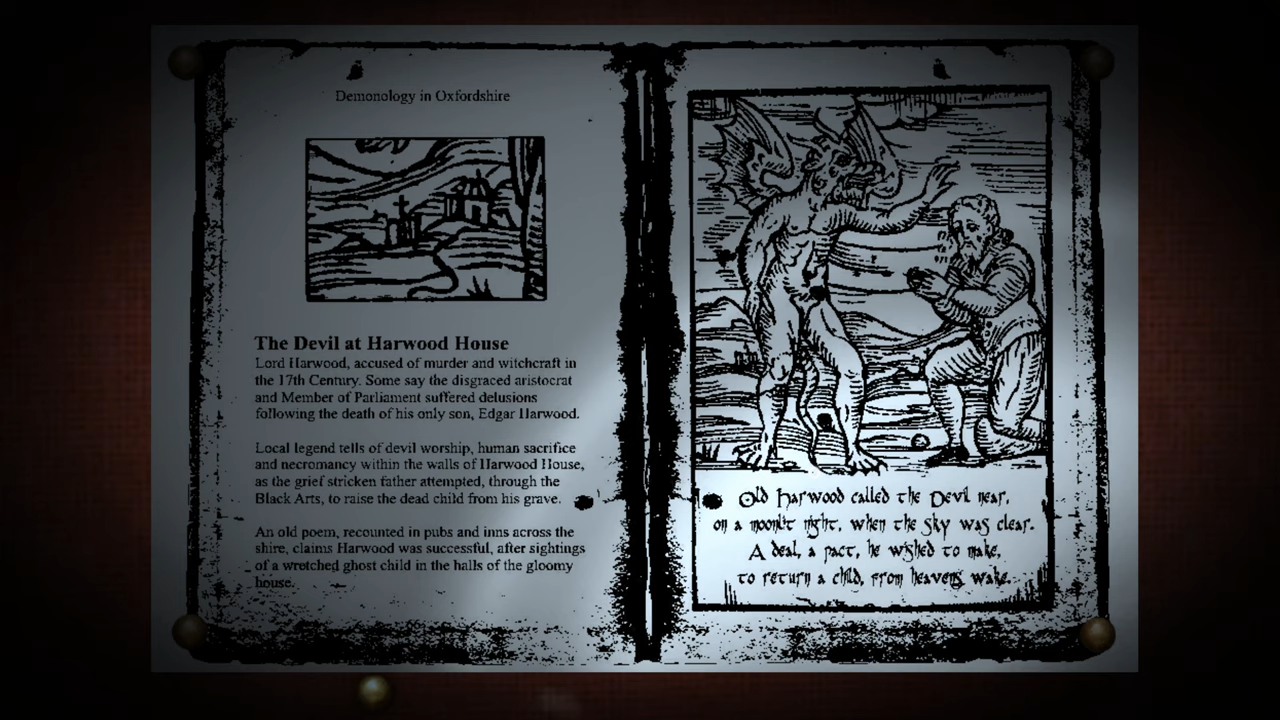 Demonology in Oxfordshire
The Devil at Harwood House
Lord Harwood, accused of murder and witchcraft in
the 17th Century. Some say the disgraced aristocrat
and Member of Parliament suffered delusions
following the death of his only son, Edgar Harwood.
Local legend tells of devil worship, human sacrifice
and necromancy within the walls of Harwood House,
as the grief stricken father attempted, through the
Black Arts, to raise the dead child from his grave.
An old poem, recounted in pubs and inns across the
shire, claims Harwood was successful, after sightings
of a wretched ghost child in the halls of the gloomy
house.
Old Harwood called the Devil near,
on a moonlit night, when the sky was clear.
A deal, a pact, he wished to make,
to return a child, from heavens wake.